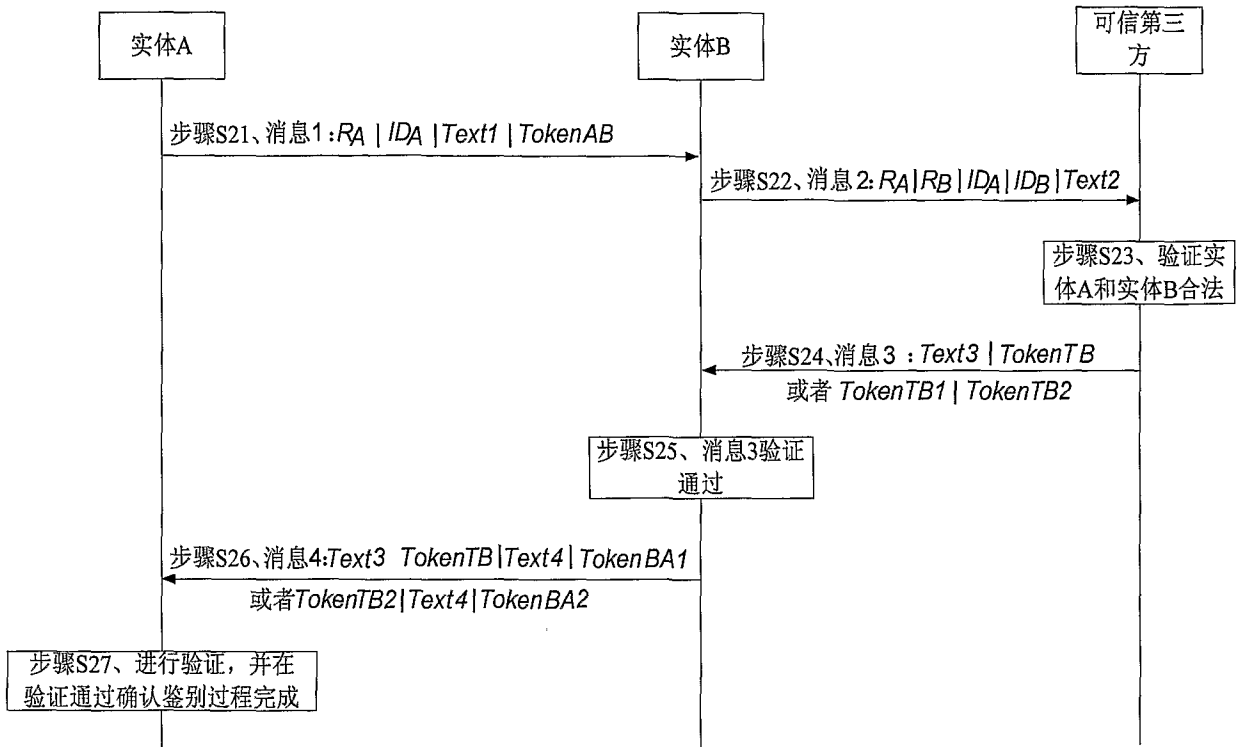 实体A
实体B
可信第三
方
步骤S21、消息1:RA | IDA |Text1 | TokenAB
步骤S22、消息2: RA|RB|IDA|IDB|Text2
步骤S23、验证实
体A和实体B合法
步骤S24、消息3 : Text3 | TokenTB
或者 TokenTB1 | TokenTB2
步骤S25、消息3验证
通过
步骤S26、消息4:Text3 TokenTB|Text4| TokenBA1
或者TokenTB2|Text4|TokenBA2
步骤S27、进行验证，并在
验证通过确认鉴别过程完成